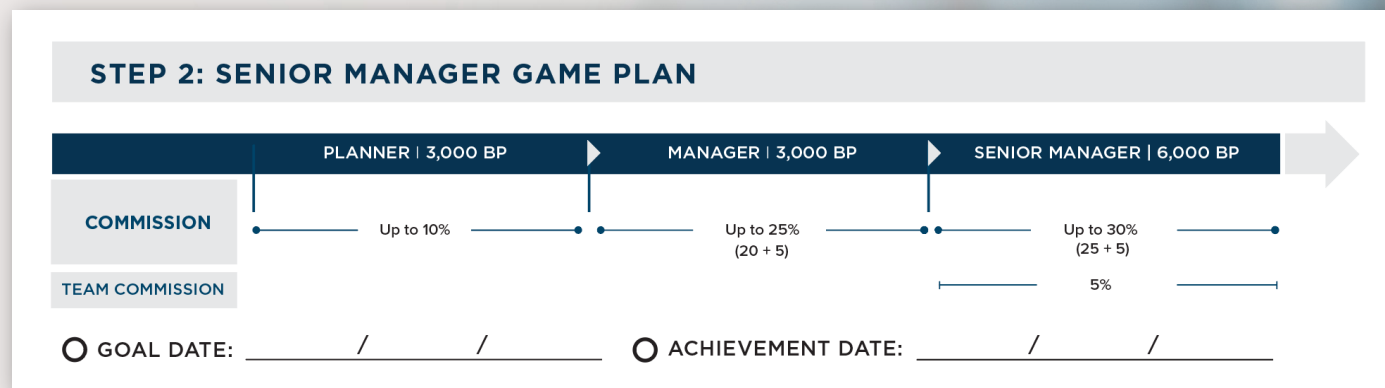 STEP 2: SENIOR MANAGER GAME PLAN
PLANNER | 3,000 BP
MANAGER | 3,000 BP
SENIOR MANAGER | 6,000 BP
COMMISSION
Up to 10%
Up to 25%
(20 + 5)
Up to 30%
(25 + 5)
TEAM COMMISSION
5%
GOAL DATE: / /
ACHIEVEMENT DATE: / /